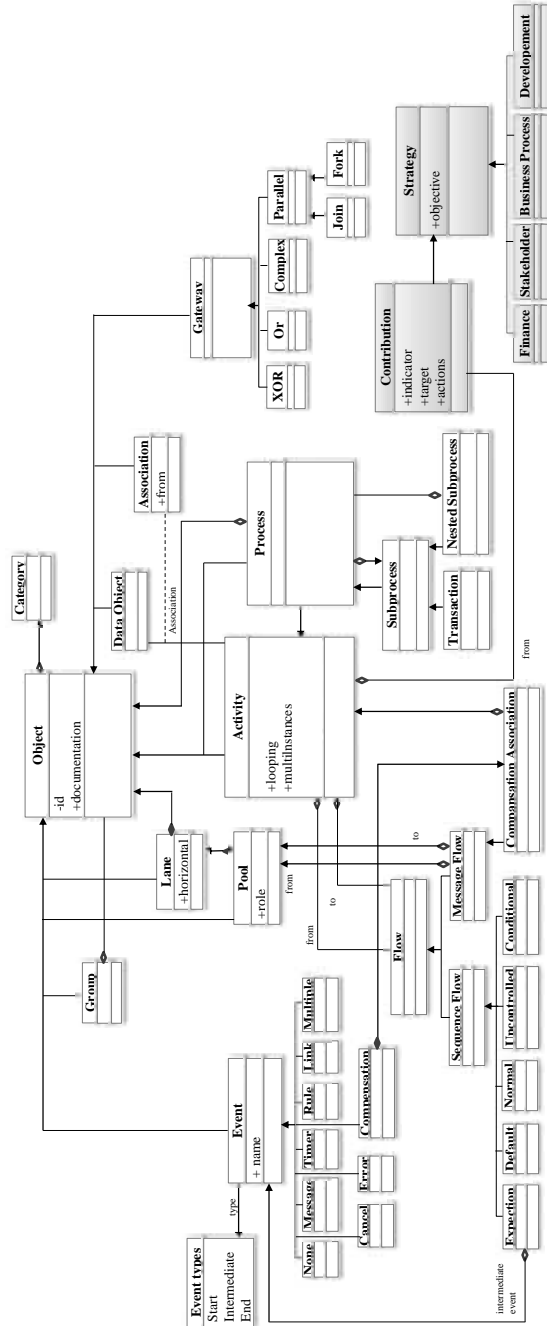 Category
Object
-id
+documentation
Group
Lane
+horizontal
Pool
+role
Data Object
Association
+from
Association
Gateway
XOR
Or
Complex
Parallel
Join
Fork
Event types
Start
Intermediate
End
type
Event
+ name
None
Message
Timer
Rule
Link
Multiple
Cancel
Error
Compensation
Activity
+looping
+multiInstances
Process
Subprocess
Transaction
Nested Subprocess
from
to
Flow
from
to
Sequence Flow
Message Flow
Compansation Association
Expection
Default
Normal
Uncontrolled
Conditional
intermediate
event
from
Contribution
+indicator
+target
+actions
Strategy
+objective
Finance
Stakeholder
Business Process
Developement